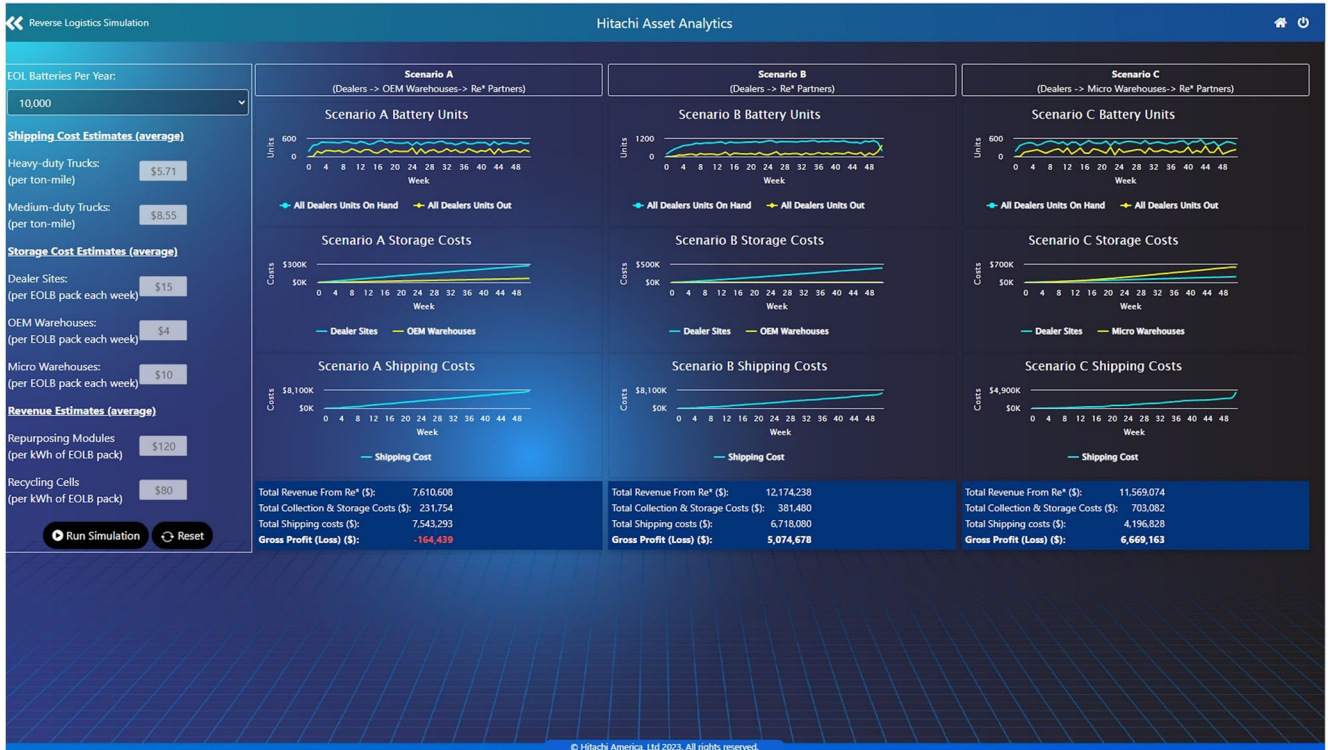 Reverse Logistics Simulation
Hitachi Asset Analytics
EOL Batteries Per Year:
10,000
Shipping Cost Estimates (average)
Heavy-duty Trucks:
(per ton-mile)
$5.71
Medium-duty Trucks:
(per ton-mile)
$8.55
Storage Cost Estimates (average)
Dealer Sites:
(per EOLB pack each week)
$15
OEM Warehouses:
(per EOLB pack each week)
$4
Micro Warehouses:
(per EOLB pack each week)
$10
Revenue Estimates (average)
Repurposing Modules
(per kWh of EOLB pack)
$120
Recycling Cells
(per kWh of EOLB pack)
$80
Run Simulation
Reset
Scenario A
(Dealers -> OEM Warehouses-> Re* Partners)
Scenario A Battery Units
Units
600
0
0 4 8 12 16 20 24 28 32 36 40 44 48
Week
All Dealers Units On Hand All Dealers Units Out
Scenario A Storage Costs
Costs
$300K
$0K
0 4 8 12 16 20 24 28 32 36 40 44 48
Week
Dealer Sites OEM Warehouses
Scenario A Shipping Costs
Costs
$8,100K
$0K
0 4 8 12 16 20 24 28 32 36 40 44 48
Week
Shipping Cost
Total Revenue From Re* ($): 7,610,608
Total Collection & Storage Costs ($): 231,754
Total Shipping costs ($): 7,543,293
Gross Profit (Loss) ($): -164,439
Scenario B
(Dealers -> Re* Partners)
Scenario B Battery Units
Units
1200
0
0 4 8 12 16 20 24 28 32 36 40 44 48
Week
All Dealers Units On Hand All Dealers Units Out
Scenario B Storage Costs
Costs
$500K
$0K
0 4 8 12 16 20 24 28 32 36 40 44 48
Week
Dealer Sites OEM Warehouses
Scenario B Shipping Costs
Costs
$8,100K
$0K
0 4 8 12 16 20 24 28 32 36 40 44 48
Week
Shipping Cost
Total Revenue From Re* ($): 12,174,238
Total Collection & Storage Costs ($): 381,480
Total Shipping costs ($): 6,718,080
Gross Profit (Loss) ($): 5,074,678
Scenario C
(Dealers -> Micro Warehouses-> Re* Partners)
Scenario C Battery Units
Units
600
0
0 4 8 12 16 20 24 28 32 36 40 44 48
Week
All Dealers Units On Hand All Dealers Units Out
Scenario C Storage Costs
Costs
$700K
$0K
0 4 8 12 16 20 24 28 32 36 40 44 48
Week
Dealer Sites Micro Warehouses
Scenario C Shipping Costs
Costs
$4,900K
$0K
0 4 8 12 16 20 24 28 32 36 40 44 48
Week
Shipping Cost
Total Revenue From Re* ($): 11,569,074
Total Collection & Storage Costs ($): 703,082
Total Shipping costs ($): 4,196,828
Gross Profit (Loss) ($): 6,669,163
© Hitachi America, Ltd 2023. All rights reserved.